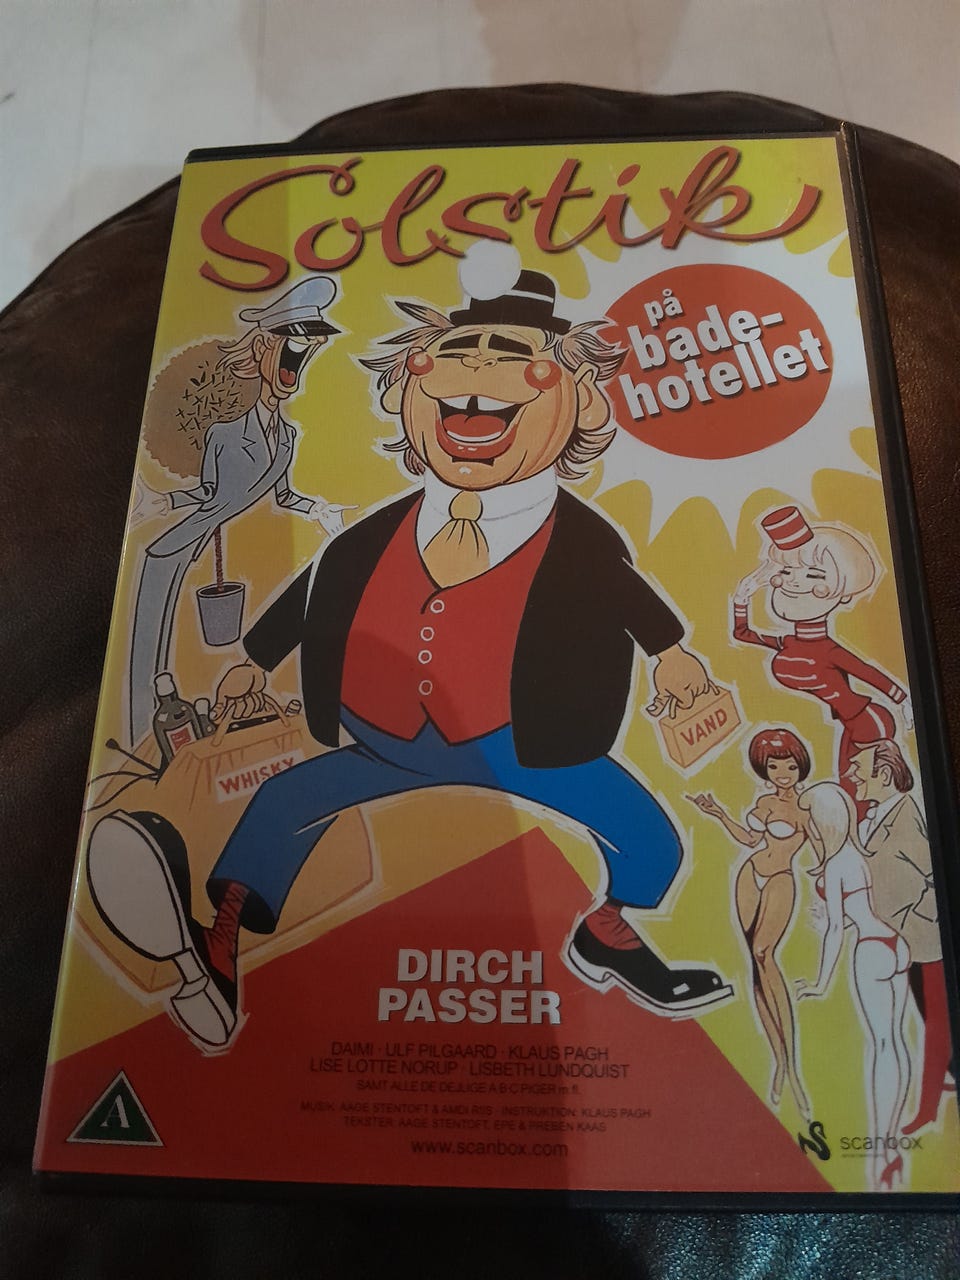 Solstik
på
bade-
hotellet
VAND
WHISKY
DIRCH
PASSER
DAIMI · ULF PILGAARD · KLAUS PAGH
LISE LOTTE NORUP · LISBETH LUNDQUIST
SAMT ALLE DE DEJLIGE A B C PIGER m.fl.
MUSIK: AAGE STENTOFT & AMDI RIIS · INSTRUKTION: KLAUS PAGH
TEKSTER: AAGE STENTOFT, EPE & PREBEN KAAS
www.scanbox.com
A
scanbox